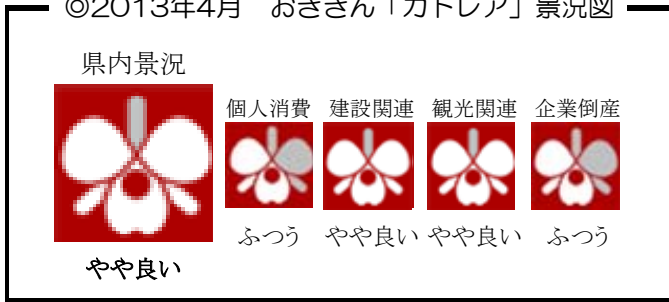 ◎2013年4月　おきぎん「カトレア」景況図
県内景況
個人消費　建設関連　観光関連　企業倒産
ふつう　やや良い　やや良い　ふつう
やや良い